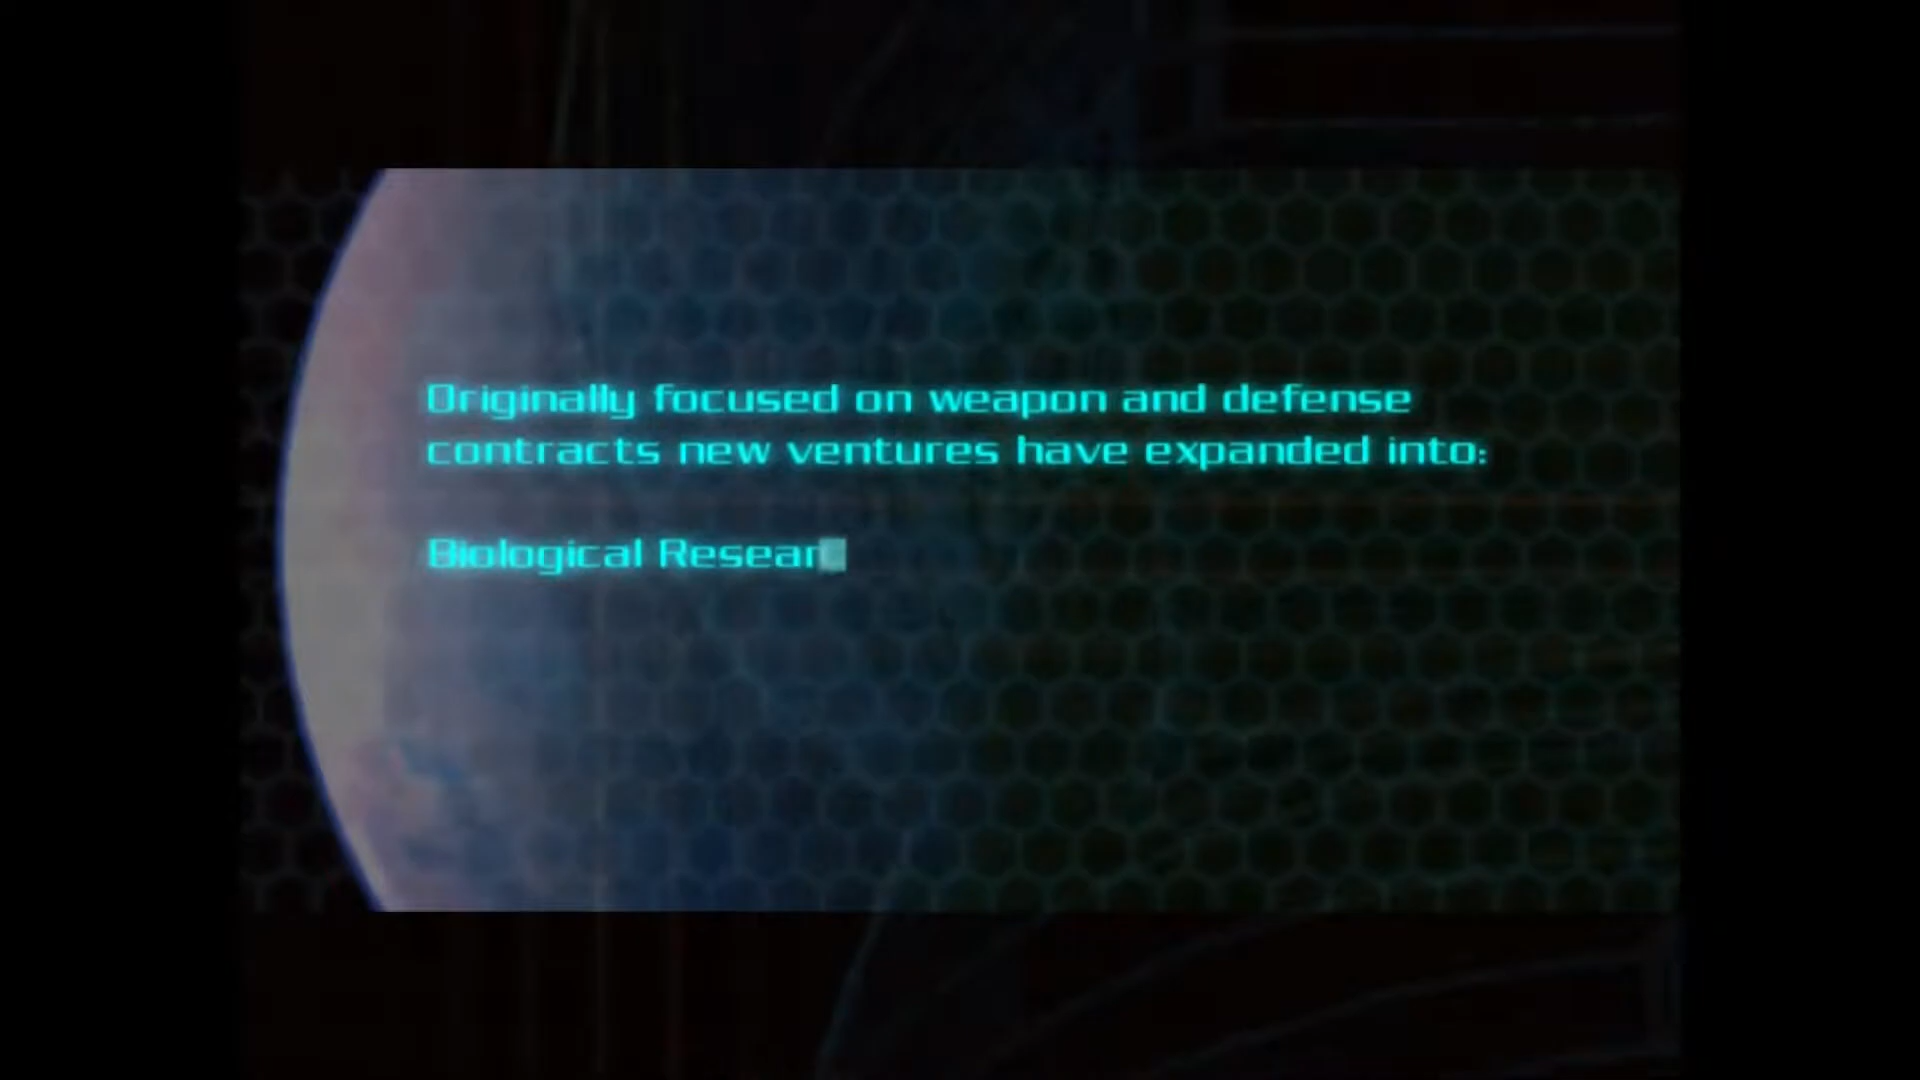 Originally focused on weapon and defense
contracts new ventures have expanded into:
Biological Resear